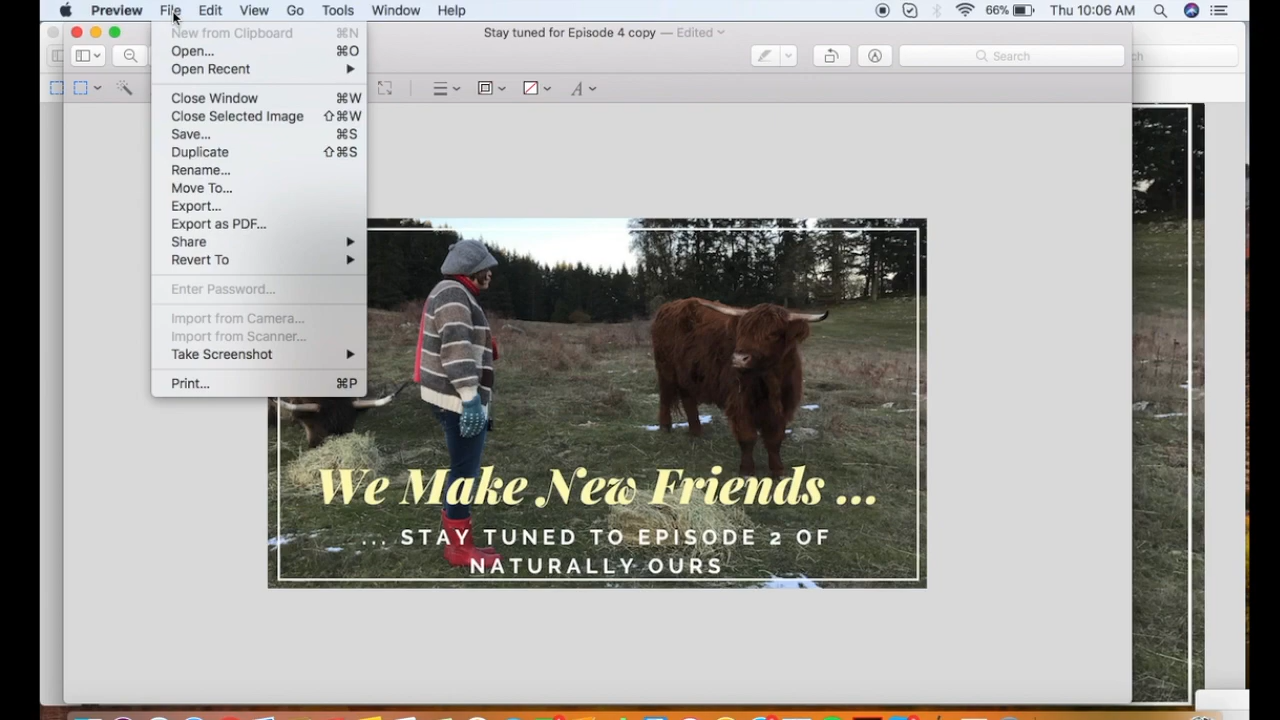 Preview File Edit View Go Tools Window Help 66% Thu 10:06 AM
Stay tuned for Episode 4 copy — Edited
Search
ch
New from Clipboard ⌘N
Open... ⌘O
Open Recent
Close Window ⌘W
Close Selected Image ⇧⌘W
Save... ⌘S
Duplicate ⇧⌘S
Rename...
Move To...
Export...
Export as PDF...
Share
Revert To
Enter Password...
Import from Camera...
Import from Scanner...
Take Screenshot
Print... ⌘P
We Make New Friends ...
... STAY TUNED TO EPISODE 2 OF
NATURALLY OURS